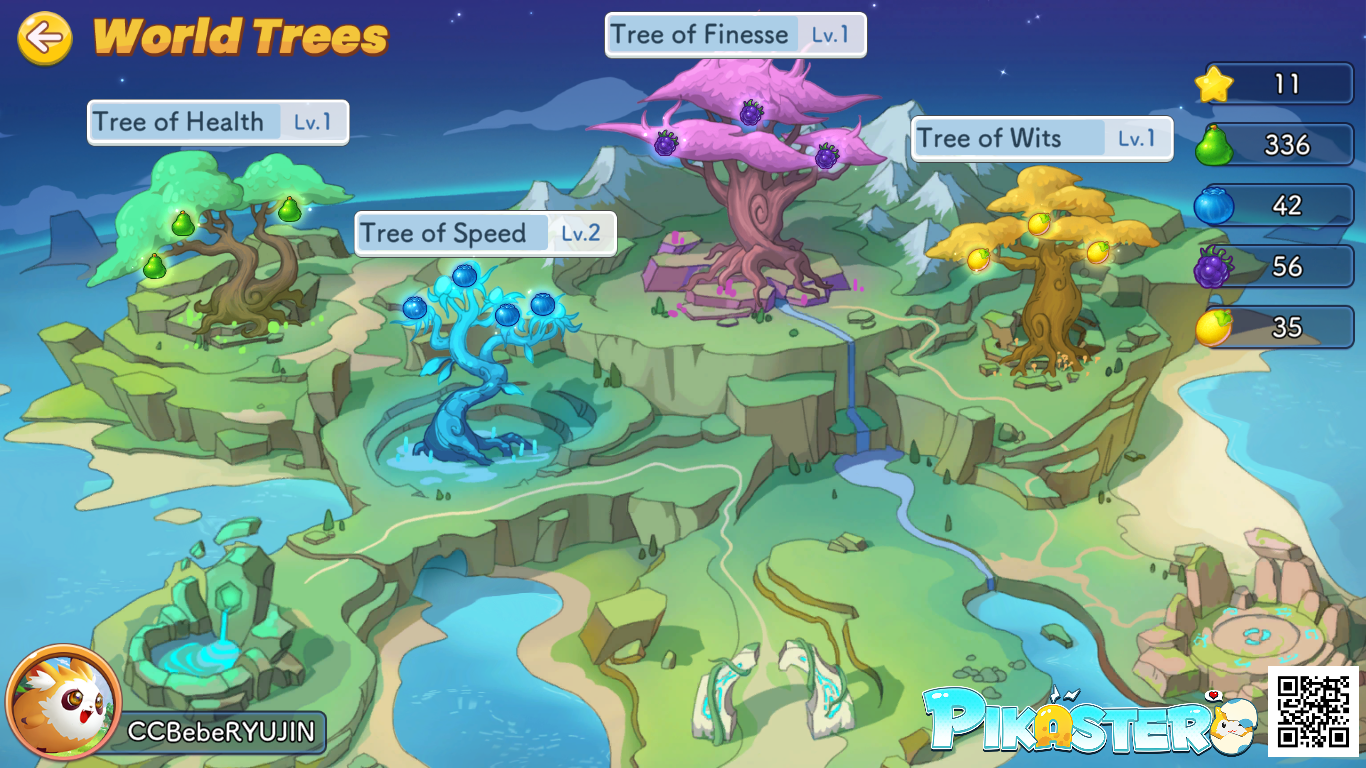 World Trees
Tree of Finesse Lv.1
Tree of Health Lv.1
Tree of Wits Lv.1
Tree of Speed Lv.2
11
336
42
56
35
CCBebeRYUJIN
PIKASTER